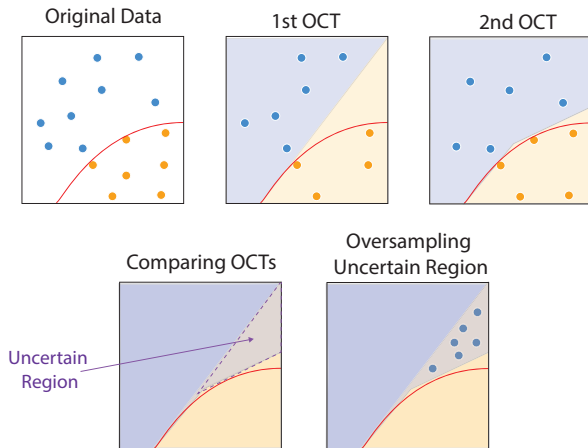 Original Data
1st OCT
2nd OCT
Comparing OCTs
Oversampling
Uncertain Region
Uncertain
Region